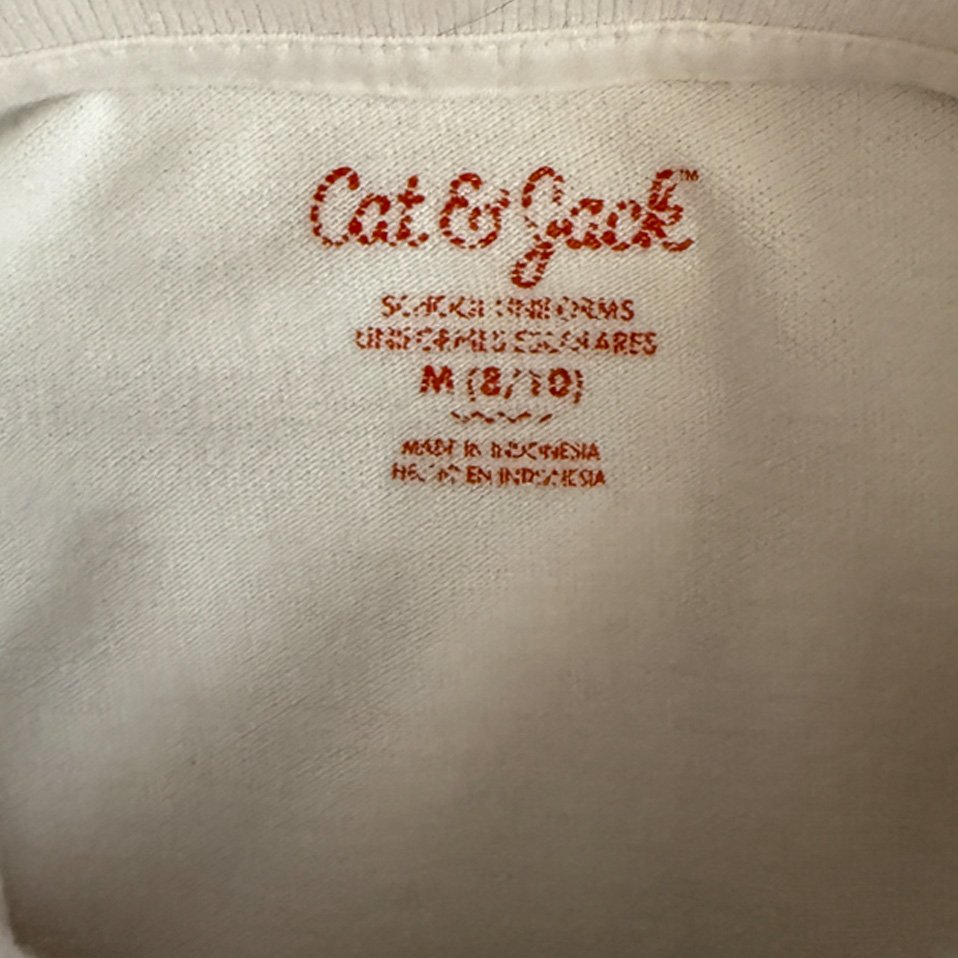 Cat & Jack™
SCHOOL UNIFORMS
UNIFORMES ESCOLARES
M (8/10)
MADE IN INDONESIA
HECHO EN INDONESIA